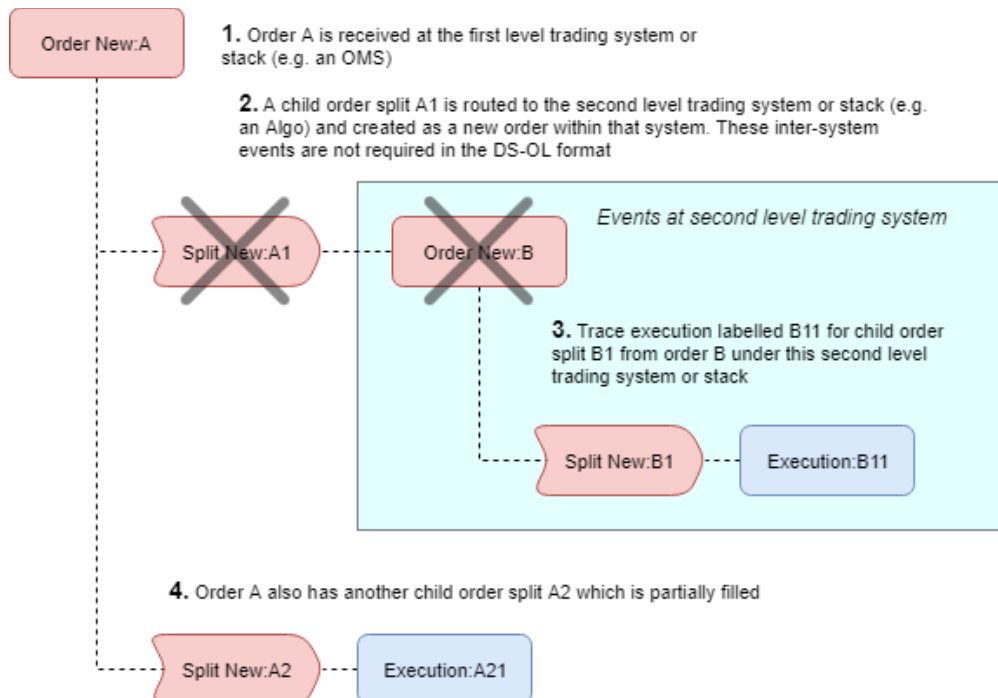 Order New:A
1. Order A is received at the first level trading system or
stack (e.g. an OMS)
2. A child order split A1 is routed to the second level trading system or stack (e.g.
an Algo) and created as a new order within that system. These inter-system
events are not required in the DS-OL format
Events at second level trading system
Split New:A1
Order New:B
3. Trace execution labelled B11 for child order
split B1 from order B under this second level
trading system or stack
Split New:B1
Execution:B11
4. Order A also has another child order split A2 which is partially filled
Split New:A2
Execution:A21